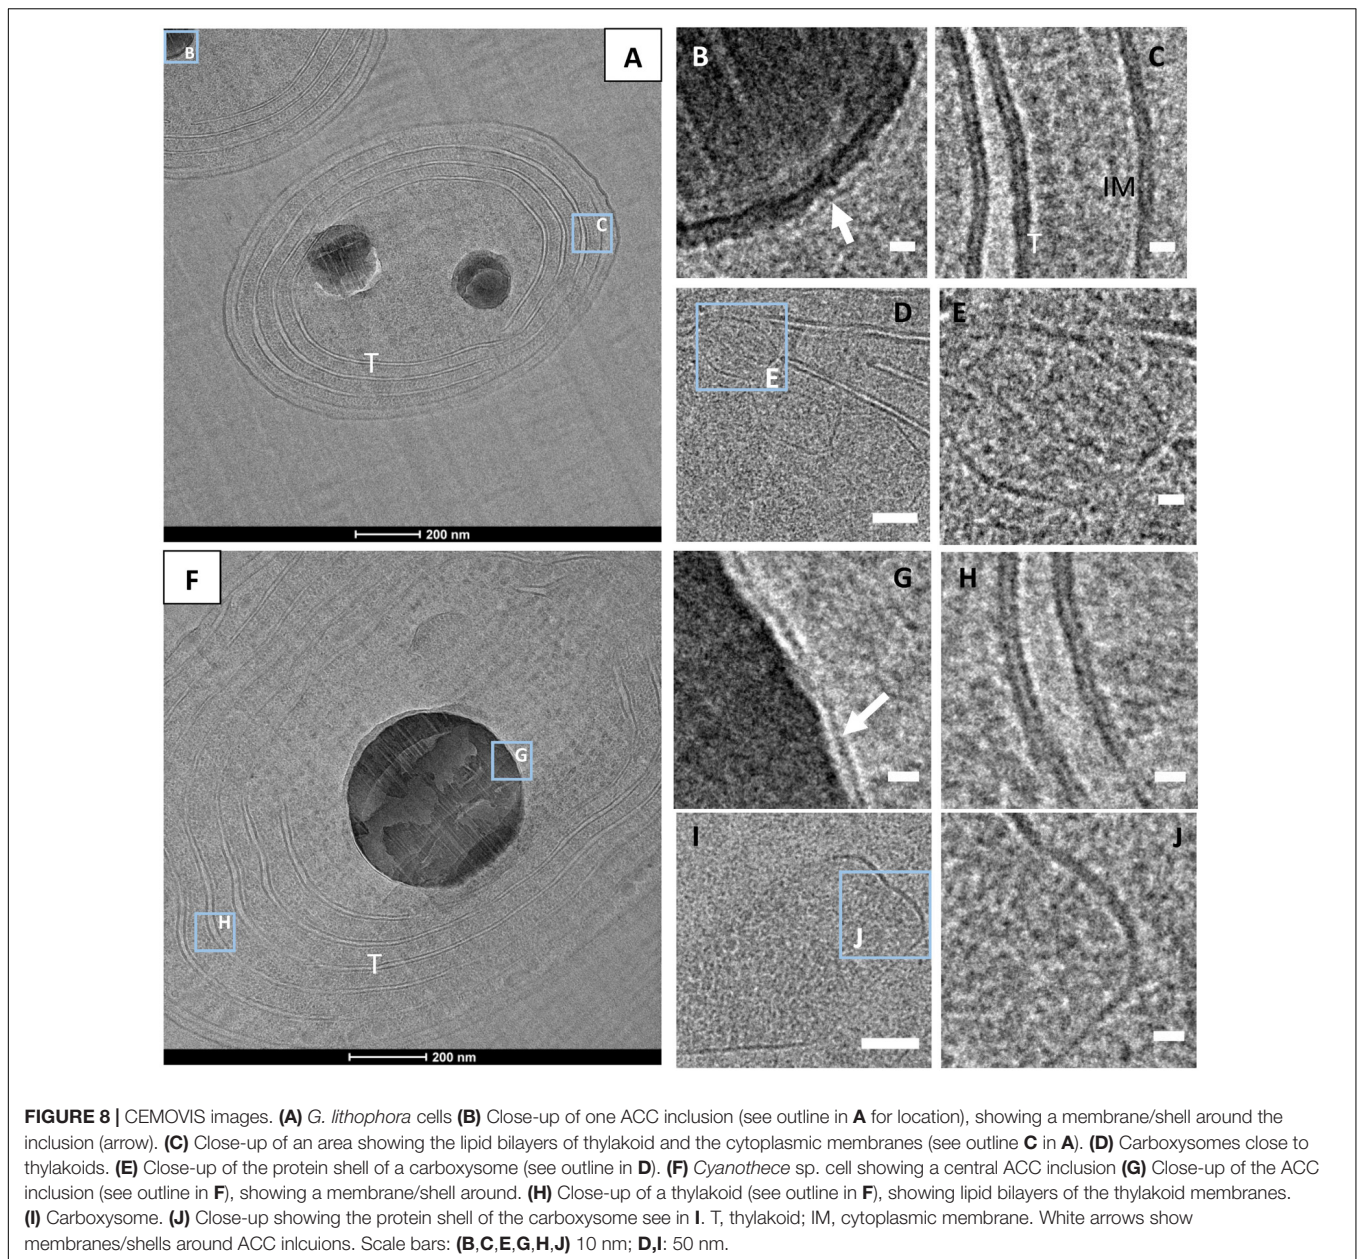 B
A
C
T
200 nm
B
C
IM
T
D
E
E
F
G
H
T
200 nm
G
H
I
J
J
FIGURE 8 | CEMOVIS images. (A) G. lithophora cells (B) Close-up of one ACC inclusion (see outline in A for location), showing a membrane/shell around the
inclusion (arrow). (C) Close-up of an area showing the lipid bilayers of thylakoid and the cytoplasmic membranes (see outline C in A). (D) Carboxysomes close to
thylakoids. (E) Close-up of the protein shell of a carboxysome (see outline in D). (F) Cyanothece sp. cell showing a central ACC inclusion (G) Close-up of the ACC
inclusion (see outline in F), showing a membrane/shell around. (H) Close-up of a thylakoid (see outline in F), showing lipid bilayers of the thylakoid membranes.
(I) Carboxysome. (J) Close-up showing the protein shell of the carboxysome see in I. T, thylakoid; IM, cytoplasmic membrane. White arrows show
membranes/shells around ACC inlcuions. Scale bars: (B,C,E,G,H,J) 10 nm; D,I: 50 nm.